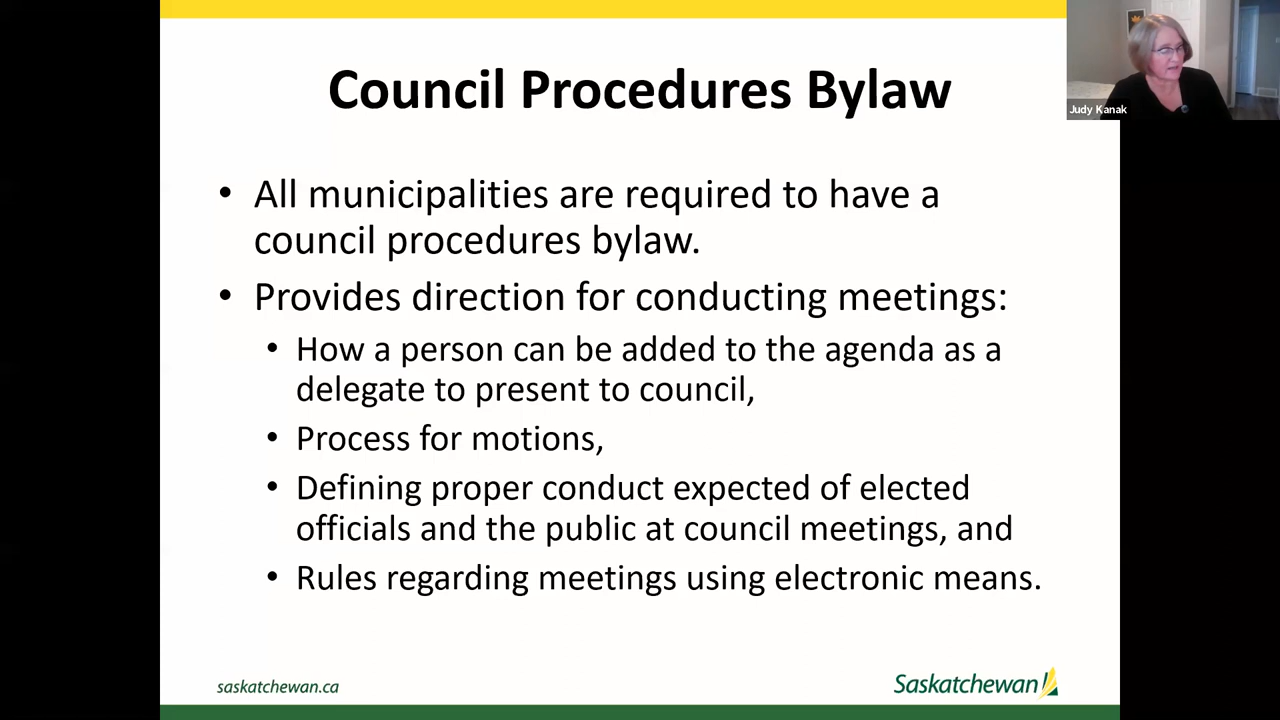 Council Procedures Bylaw
Judy Kanak
• All municipalities are required to have a
council procedures bylaw.
• Provides direction for conducting meetings:
• How a person can be added to the agenda as a
delegate to present to council,
• Process for motions,
• Defining proper conduct expected of elected
officials and the public at council meetings, and
• Rules regarding meetings using electronic means.
saskatchewan.ca
Saskatchewan